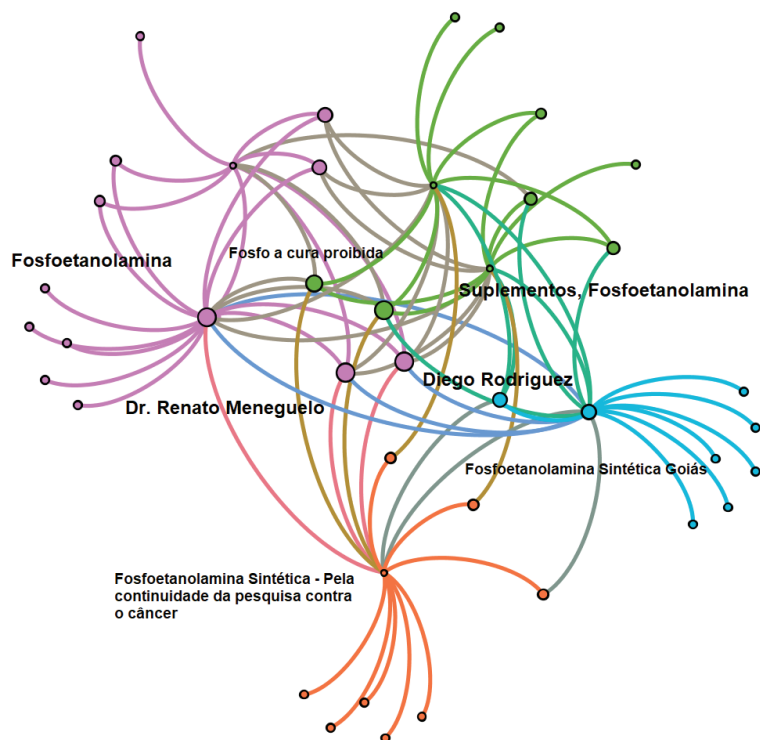 Fosfo a cura proibida
Fosfoetanolamina
Suplementos, Fosfoetanolamina
Diego Rodriguez
Dr. Renato Meneguelo
Fosfoetanolamina Sintética Goiás
Fosfoetanolamina Sintética - Pela
continuidade da pesquisa contra
o câncer